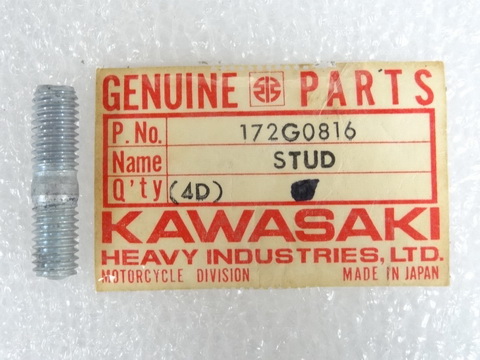 GENUINE PARTS
P. No. 172G0816
Name STUD
Q'ty (4D)
KAWASAKI
HEAVY INDUSTRIES, LTD.
MOTORCYCLE DIVISION MADE IN JAPAN